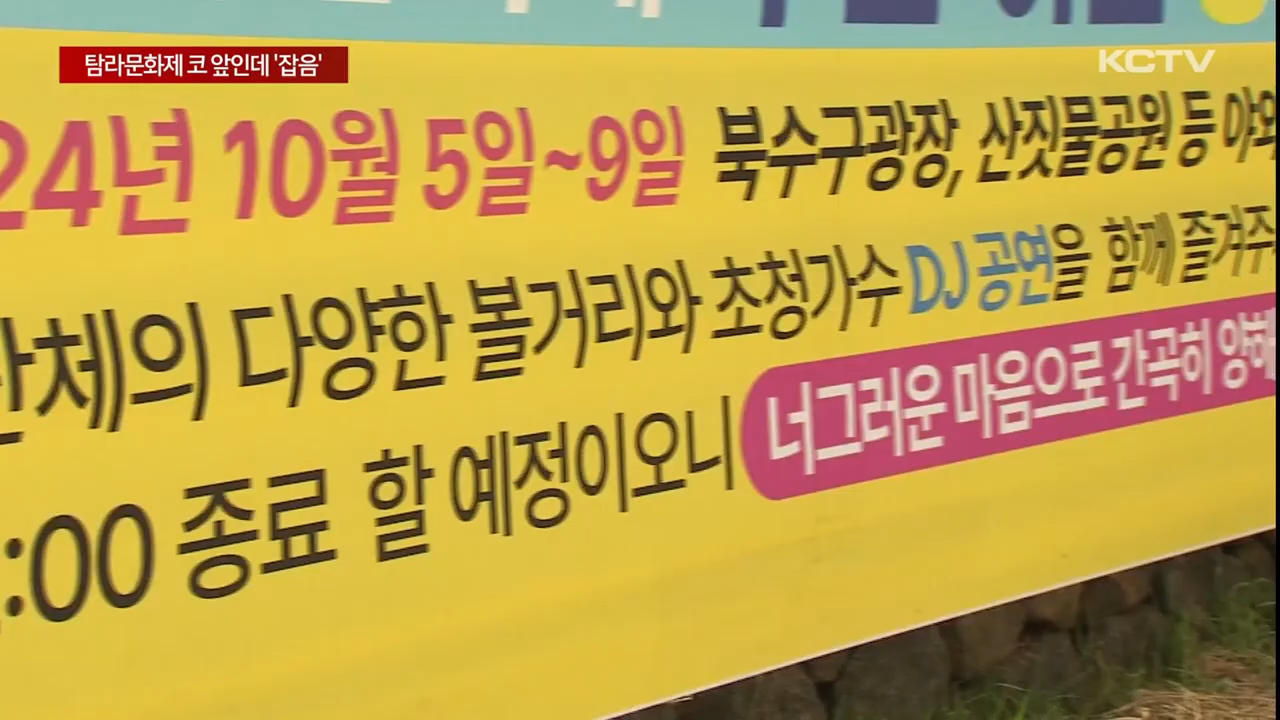 탐라문화제 코 앞인데 '잡음'
KCTV
24년 10월 5일~9일 북수구광장, 산짓물공원 등 야외
단체의 다양한 볼거리와 초청가수 DJ 공연을 함께 즐겨주
:00 종료 할 예정이오니 너그러운 마음으로 간곡히 양해